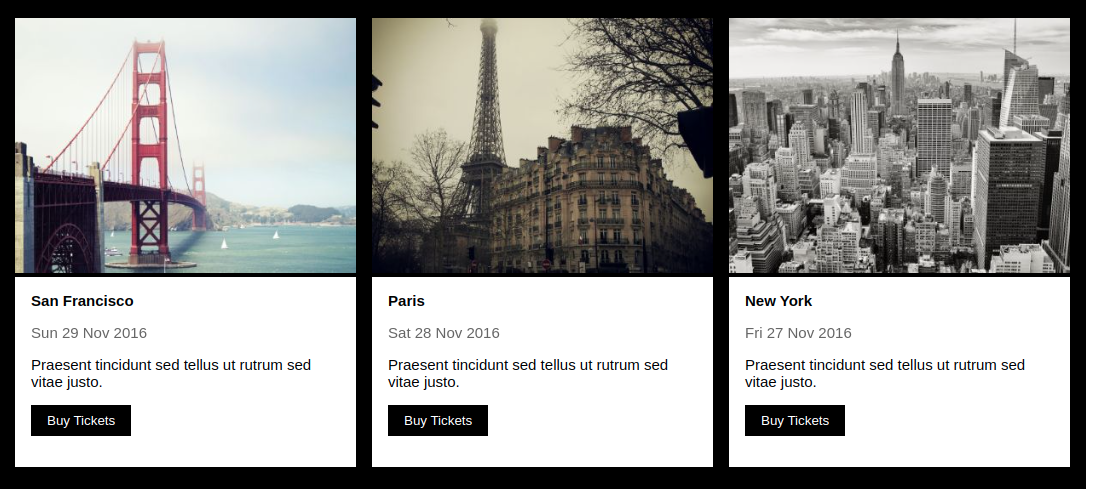 San Francisco
Sun 29 Nov 2016
Praesent tincidunt sed tellus ut rutrum sed
vitae justo.
Buy Tickets
Paris
Sat 28 Nov 2016
Praesent tincidunt sed tellus ut rutrum sed
vitae justo.
Buy Tickets
New York
Fri 27 Nov 2016
Praesent tincidunt sed tellus ut rutrum sed
vitae justo.
Buy Tickets